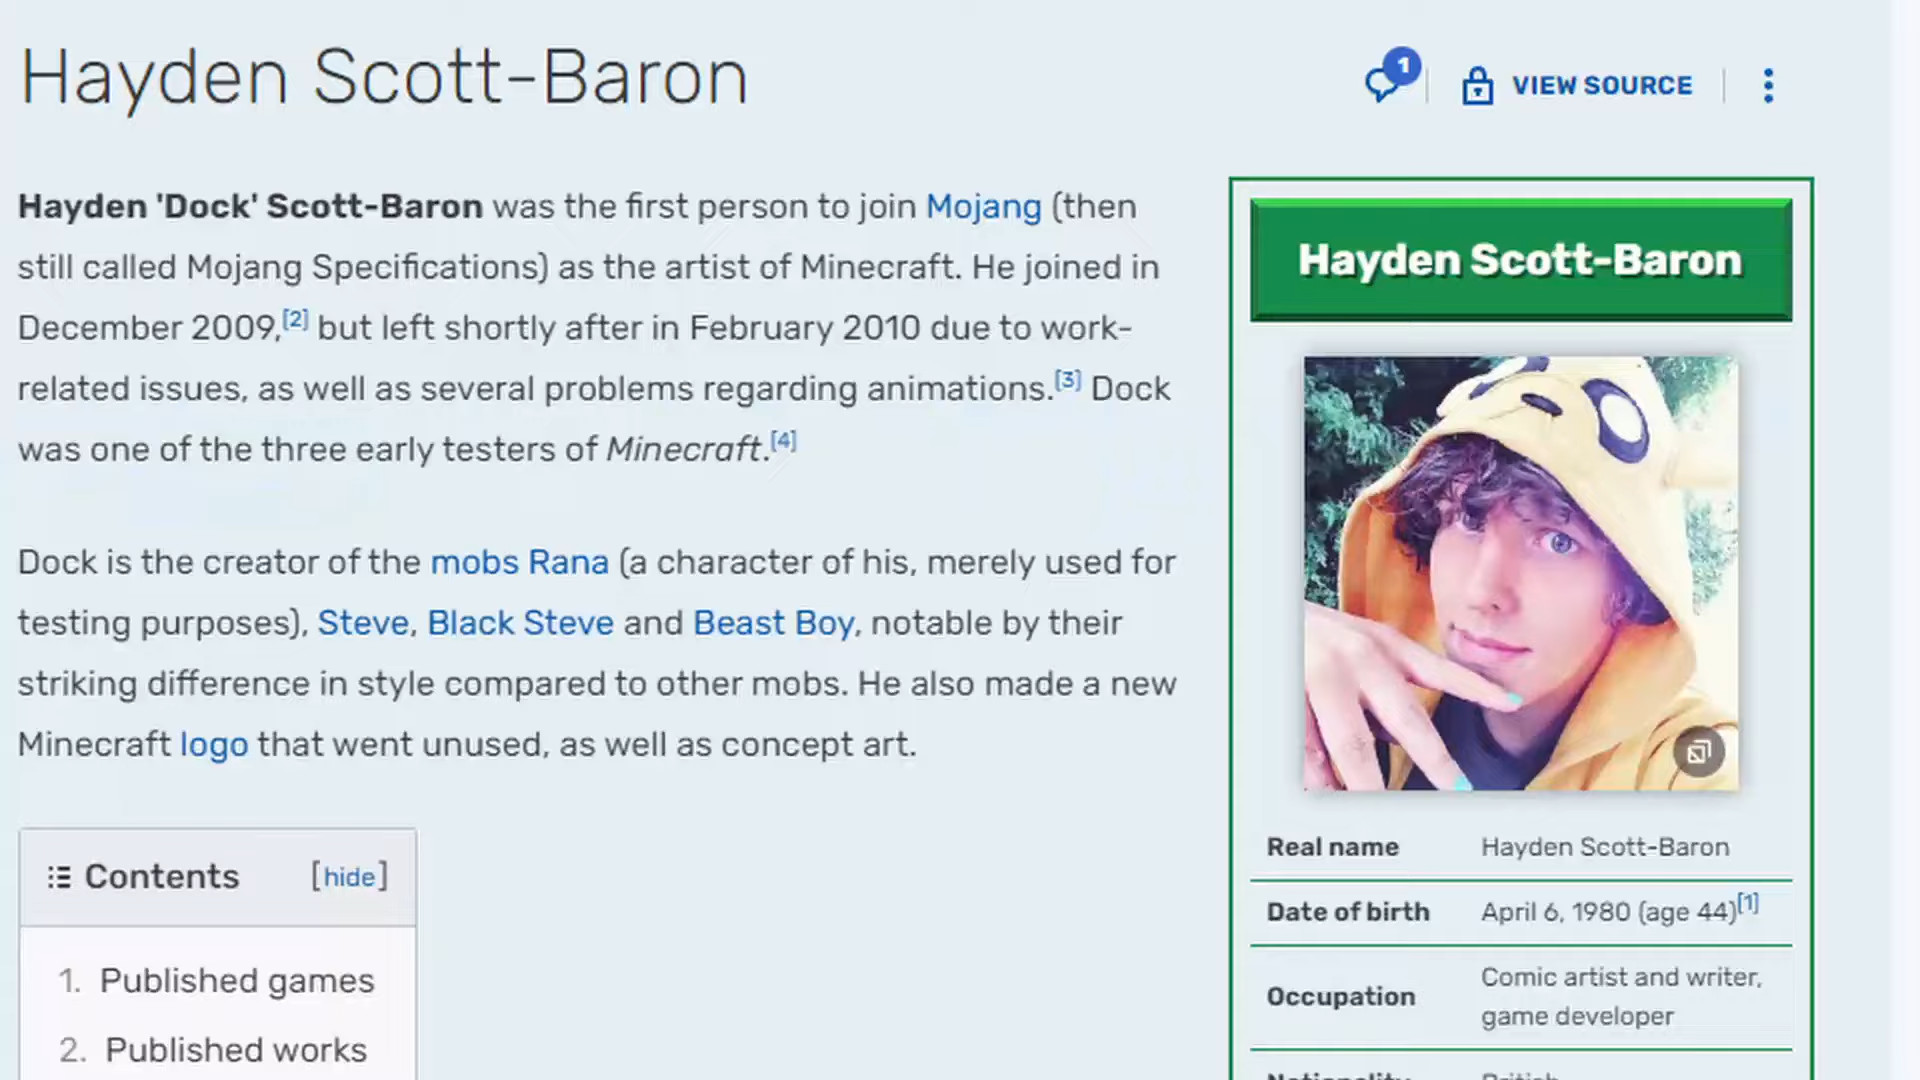 Hayden Scott-Baron
1
VIEW SOURCE
Hayden 'Dock' Scott-Baron was the first person to join Mojang (then
still called Mojang Specifications) as the artist of Minecraft. He joined in
December 2009,[2] but left shortly after in February 2010 due to work-
related issues, as well as several problems regarding animations.[3] Dock
was one of the three early testers of Minecraft.[4]
Dock is the creator of the mobs Rana (a character of his, merely used for
testing purposes), Steve, Black Steve and Beast Boy, notable by their
striking difference in style compared to other mobs. He also made a new
Minecraft logo that went unused, as well as concept art.
Contents [hide]
1. Published games
2. Published works
Hayden Scott-Baron
Real name Hayden Scott-Baron
Date of birth April 6, 1980 (age 44)[1]
Occupation Comic artist and writer,
game developer
Nationality British